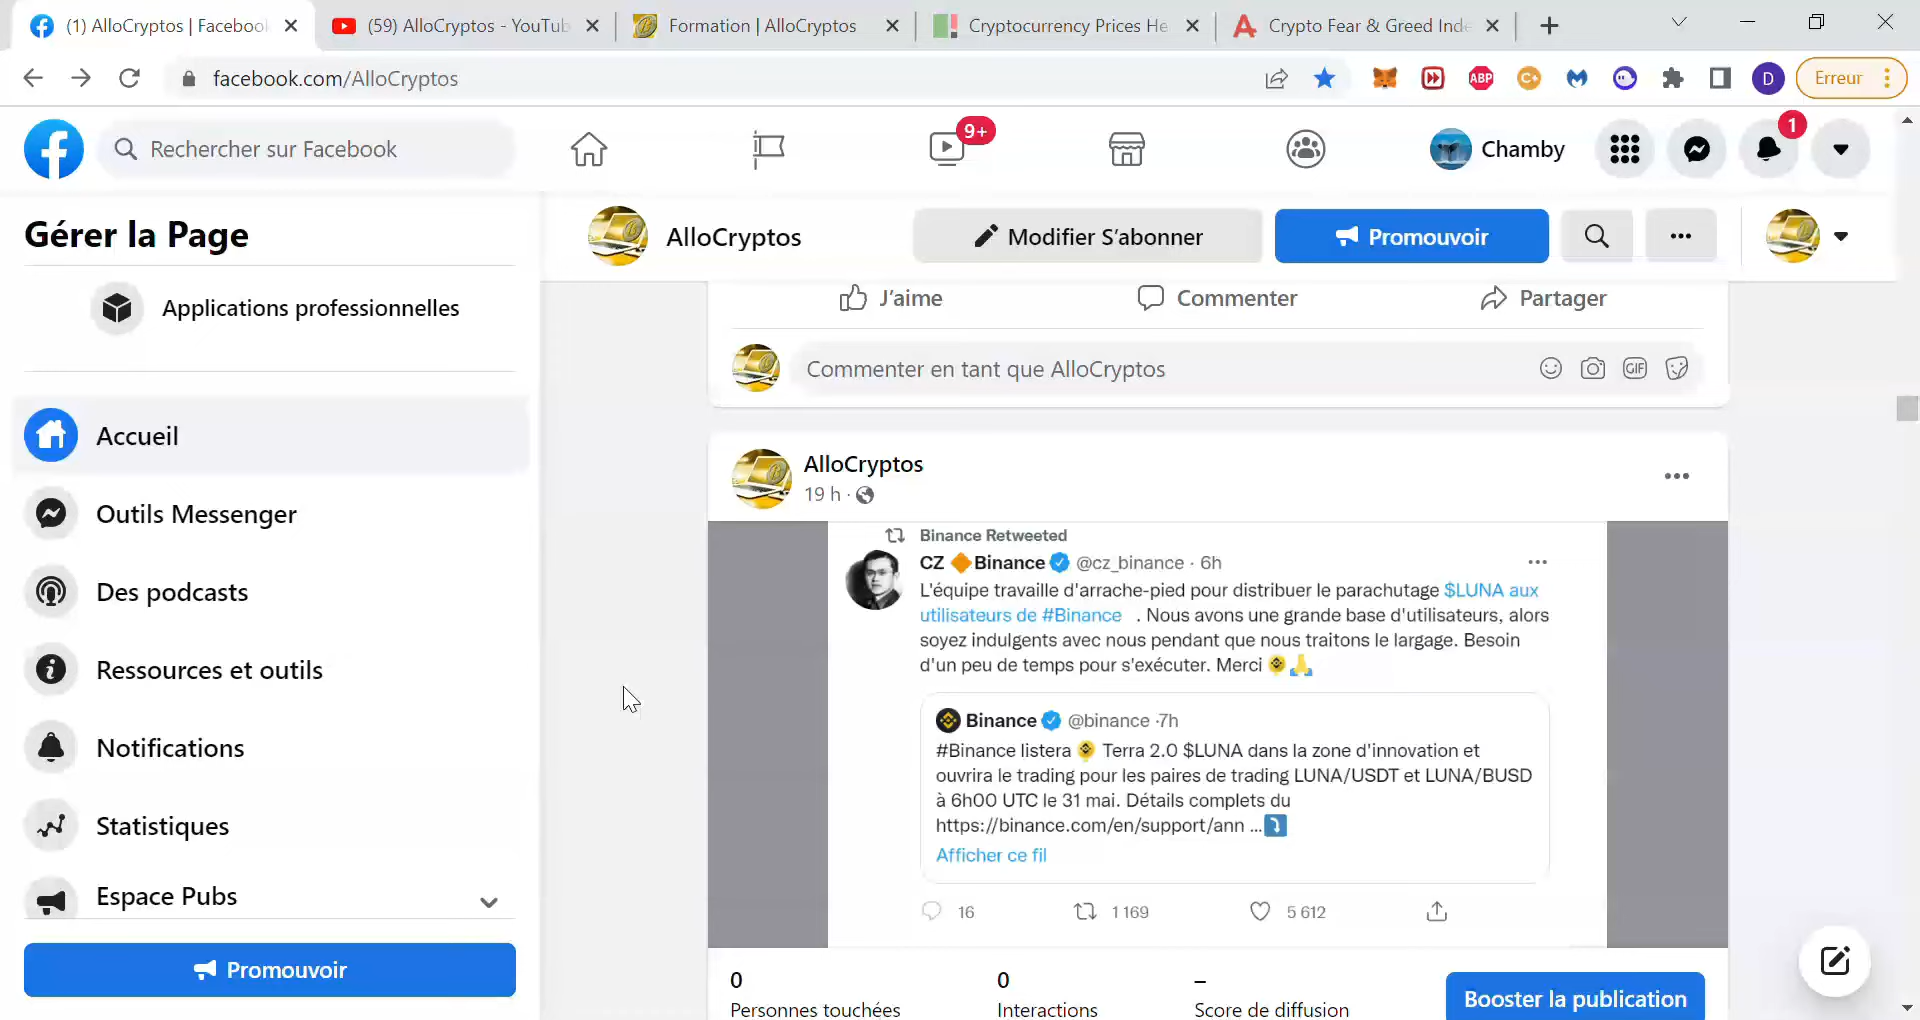 (1) AlloCryptos | Facebook
(59) AlloCryptos - YouTub
Formation | AlloCryptos
Cryptocurrency Prices He
Crypto Fear & Greed Inde
facebook.com/AlloCryptos
ABP
C+
D
Erreur
Rechercher sur Facebook
9+
Chamby
1
Gérer la Page
AlloCryptos
Modifier S'abonner
Promouvoir
Applications professionnelles
J'aime
Commenter
Partager
Commenter en tant que AlloCryptos
GIF
Accueil
Outils Messenger
Des podcasts
Ressources et outils
Notifications
Statistiques
Espace Pubs
Promouvoir
AlloCryptos
19 h ·
Binance Retweeted
CZ 🔶 Binance @cz_binance · 6h
L'équipe travaille d'arrache-pied pour distribuer le parachutage $LUNA aux
utilisateurs de #Binance . Nous avons une grande base d'utilisateurs, alors
soyez indulgents avec nous pendant que nous traitons le largage. Besoin
d'un peu de temps pour s'exécuter. Merci 🙏
Binance @binance ·7h
#Binance listera Terra 2.0 $LUNA dans la zone d'innovation et
ouvrira le trading pour les paires de trading LUNA/USDT et LUNA/BUSD
à 6h00 UTC le 31 mai. Détails complets du
https://binance.com/en/support/ann ...⤵️
Afficher ce fil
16
1 169
5 612
0
Personnes touchées
0
Interactions
–
Score de diffusion
Booster la publication